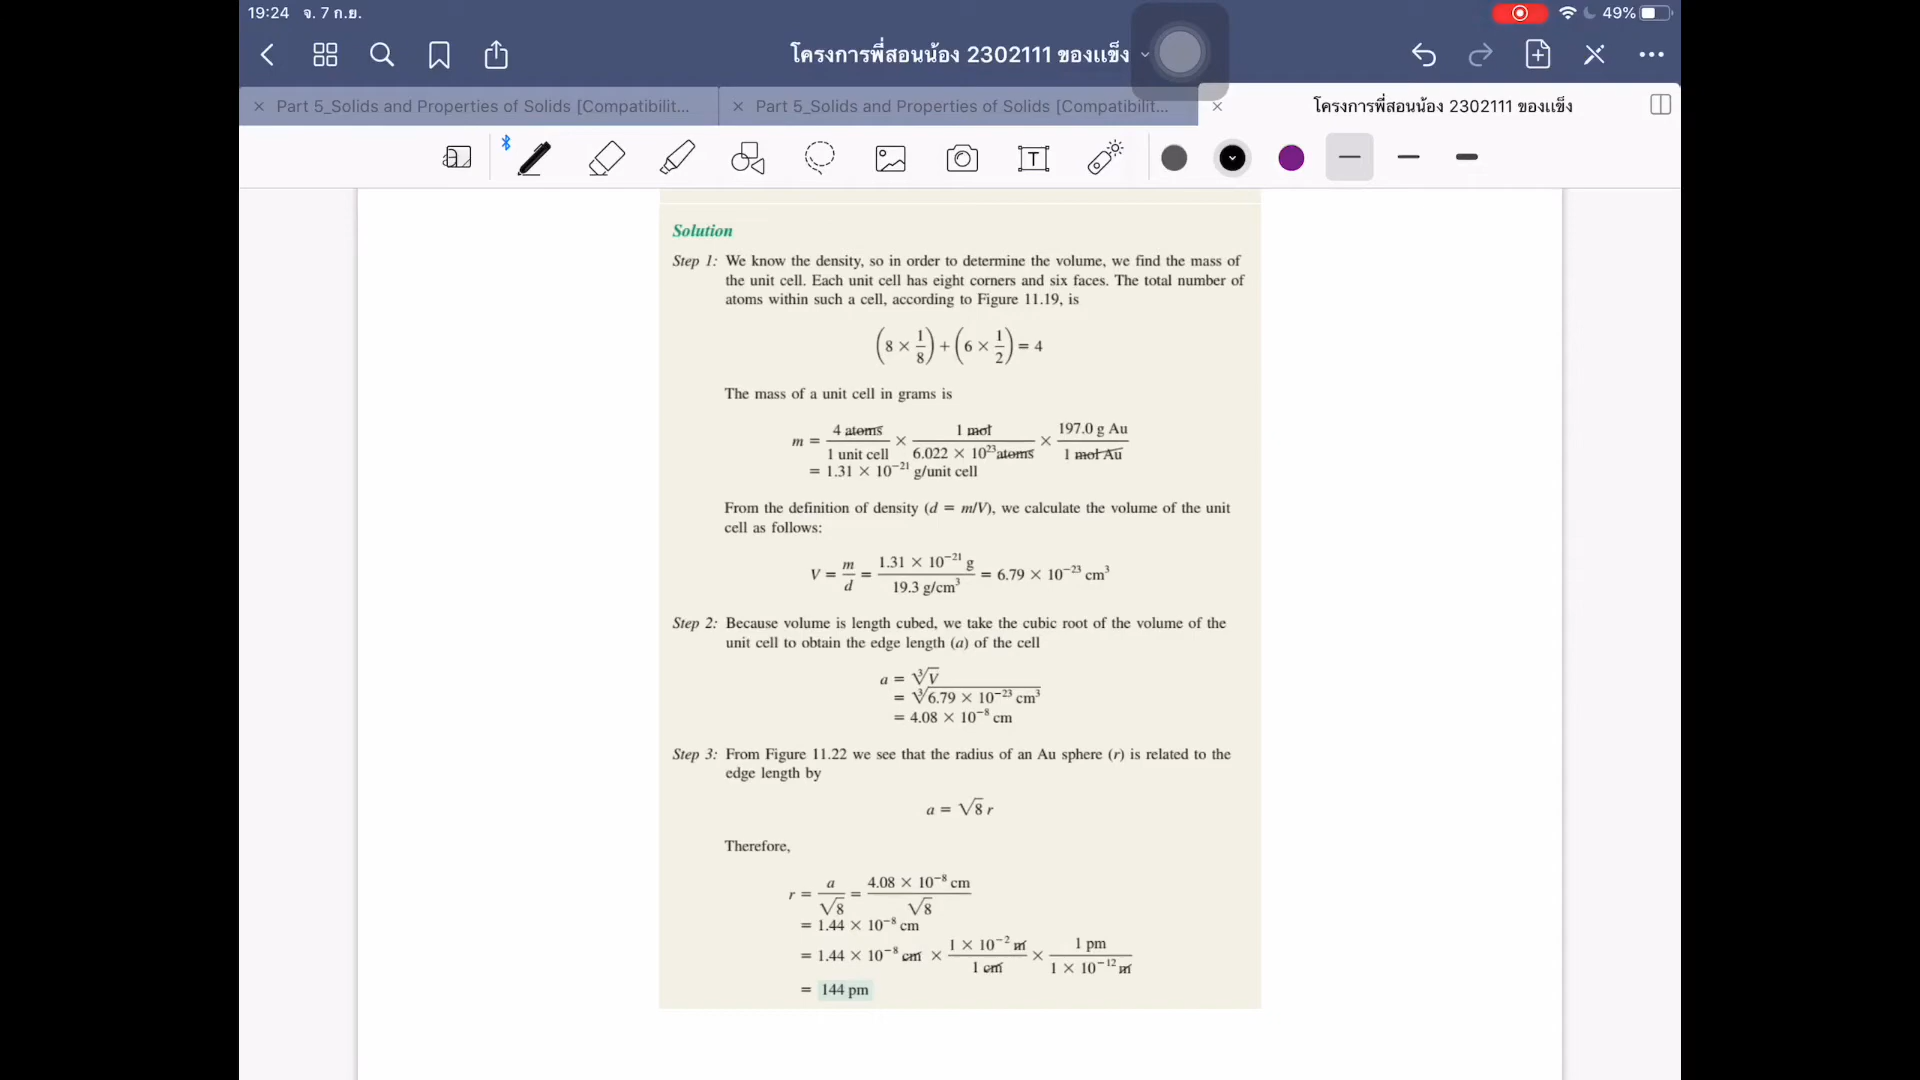 19:24 จ. 7 ก.ย.
49%
โครงการพี่สอนน้อง 2302111 ของแข็ง
Part 5_Solids and Properties of Solids [Compatibilit...
Part 5_Solids and Properties of Solids [Compatibilit...
โครงการพี่สอนน้อง 2302111 ของแข็ง
Solution
Step 1: We know the density, so in order to determine the volume, we find the mass of
the unit cell. Each unit cell has eight corners and six faces. The total number of
atoms within such a cell, according to Figure 11.19, is
(8 × 1/8) + (6 × 1/2) = 4
The mass of a unit cell in grams is
m = 4 atoms/1 unit cell × 1 mol/6.022 × 10²³ atoms × 197.0 g Au/1 mol Au
= 1.31 × 10⁻²¹ g/unit cell
From the definition of density (d = m/V), we calculate the volume of the unit
cell as follows:
V = m/d = 1.31 × 10⁻²¹ g/19.3 g/cm³ = 6.79 × 10⁻²³ cm³
Step 2: Because volume is length cubed, we take the cubic root of the volume of the
unit cell to obtain the edge length (a) of the cell
a = ∛V
= ∛6.79 × 10⁻²³ cm³
= 4.08 × 10⁻⁸ cm
Step 3: From Figure 11.22 we see that the radius of an Au sphere (r) is related to the
edge length by
a = √8 r
Therefore,
r = a/√8 = 4.08 × 10⁻⁸ cm/√8
= 1.44 × 10⁻⁸ cm
= 1.44 × 10⁻⁸ cm × 1 × 10⁻² m/1 cm × 1 pm/1 × 10⁻¹² m
= 144 pm